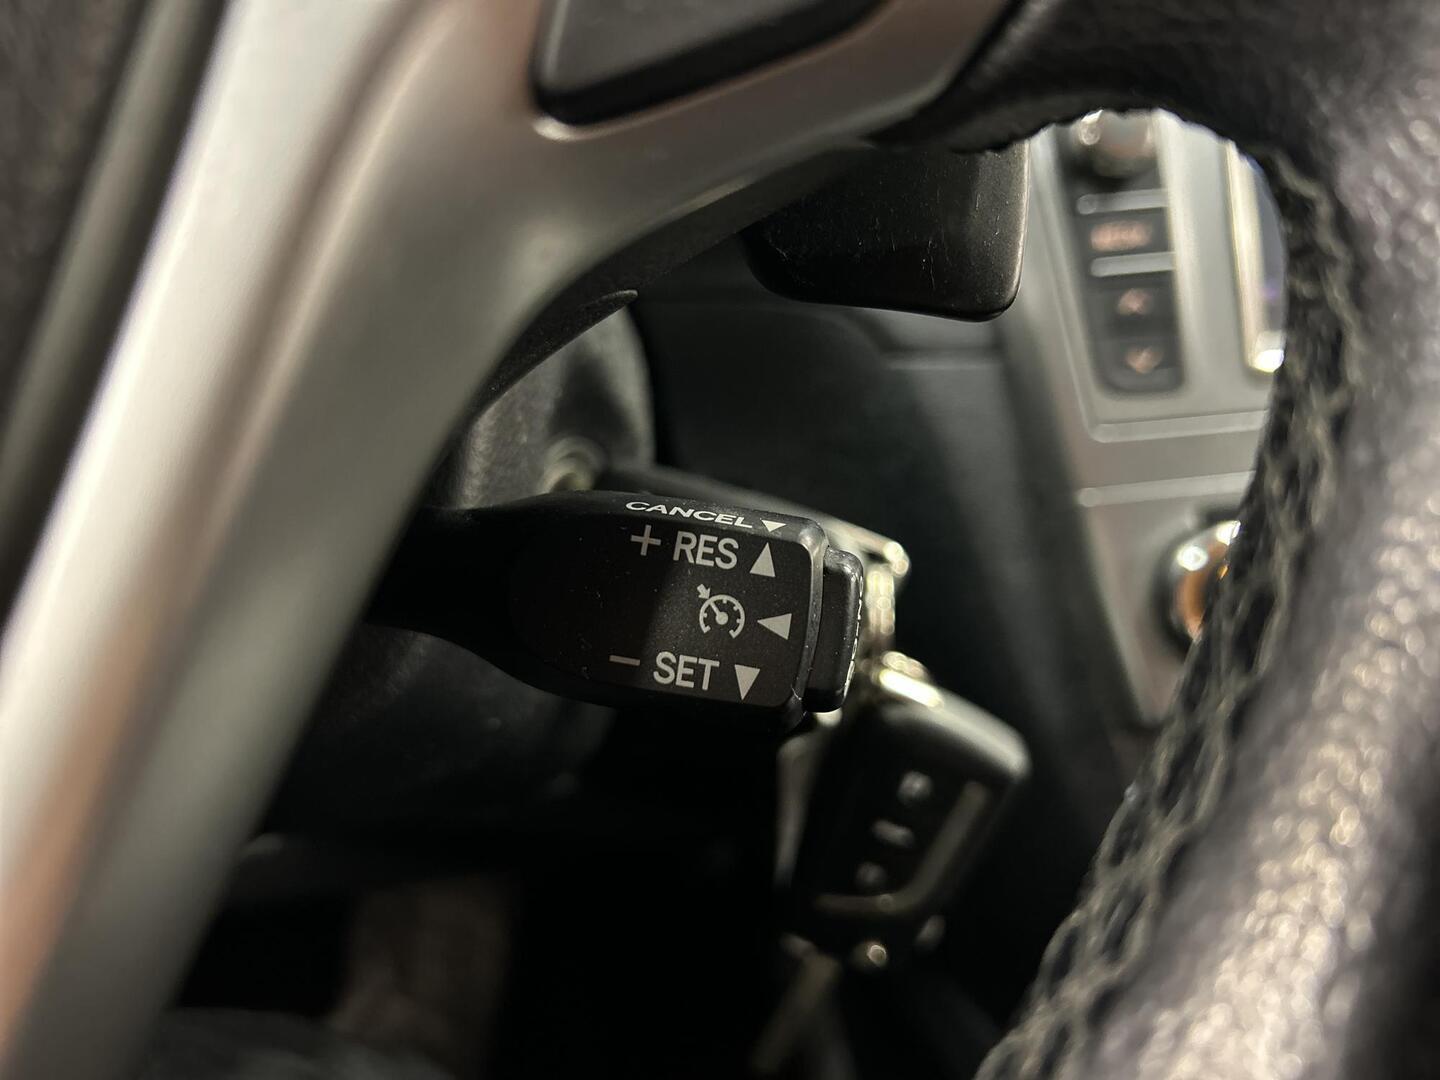 CANCEL▼
+ RES ▲
◀
− SET ▼